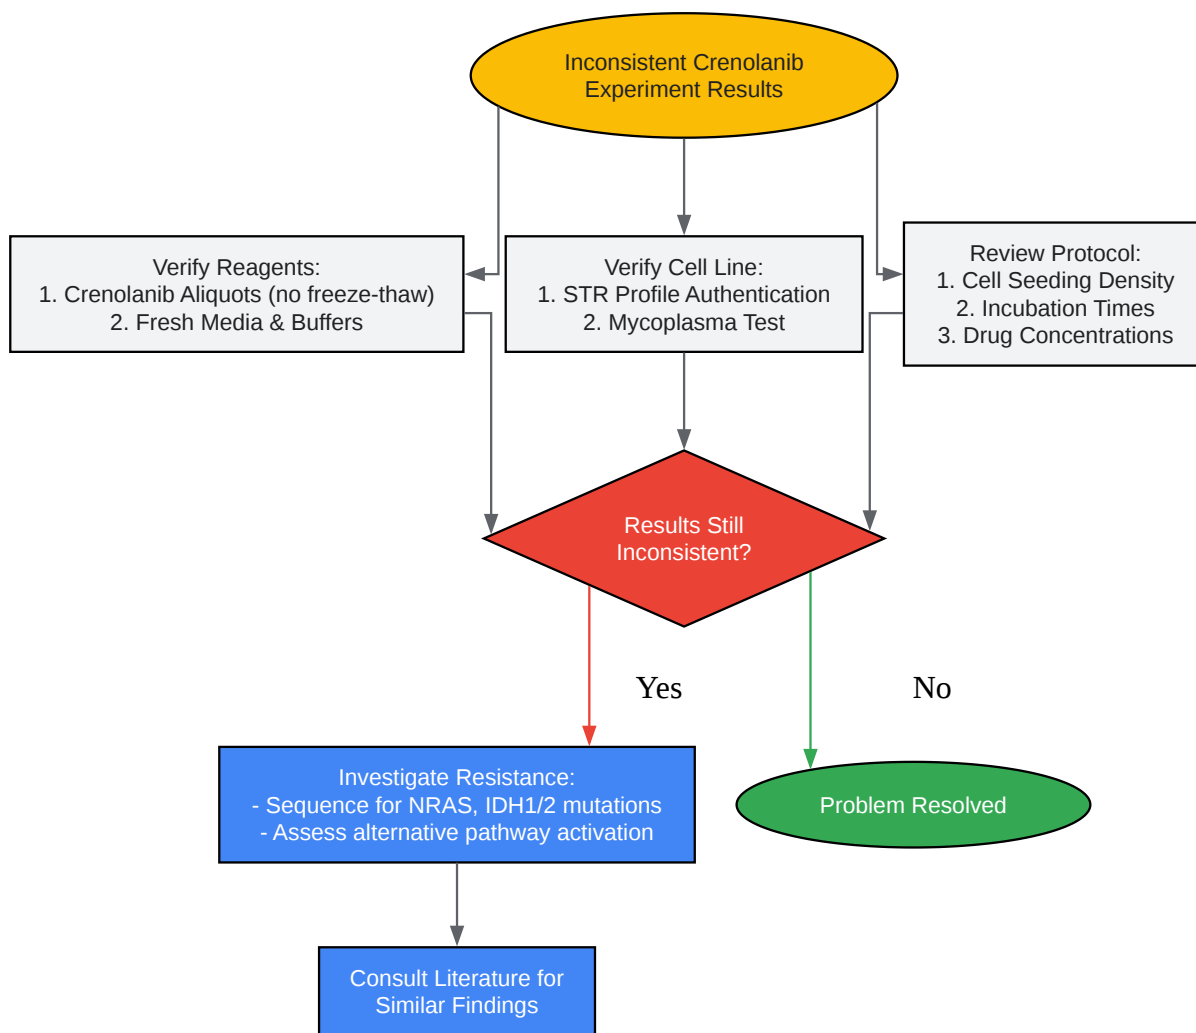 Inconsistent Crenolanib
Experiment Results
Verify Reagents:
1. Crenolanib Aliquots (no freeze-thaw)
2. Fresh Media & Buffers
Verify Cell Line:
1. STR Profile Authentication
2. Mycoplasma Test
Review Protocol:
1. Cell Seeding Density
2. Incubation Times
3. Drug Concentrations
Results Still
Inconsistent?
Yes
No
Investigate Resistance:
- Sequence for NRAS, IDH1/2 mutations
- Assess alternative pathway activation
Problem Resolved
Consult Literature for
Similar Findings